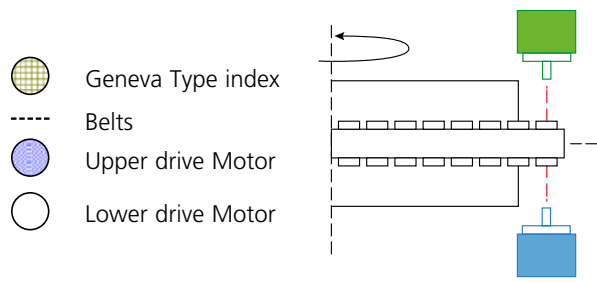 Geneva Type index
Belts
Upper drive Motor
Lower drive Motor